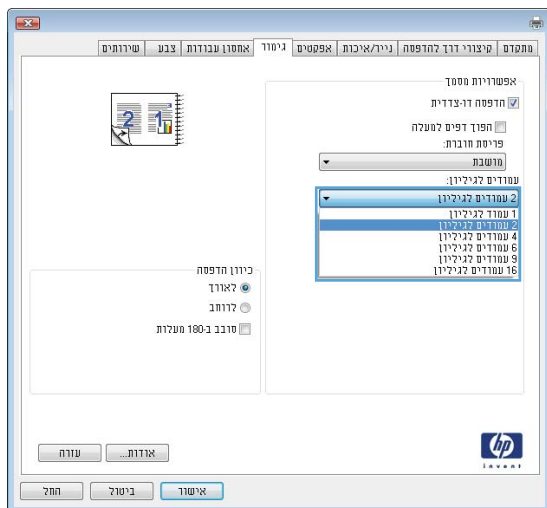 מתקדם
קיצורי דרך להדפסה
נייר/איכות
אפקטים
גימור
אחסון עבודות
צבע
שירותים
אפשרויות מסמך
הדפסה דו-צדדית
הפוך דפים למעלה
פריסת חוברת:
מושבת
עמודים לגיליון:
2 עמודים לגיליון
1 עמוד לגיליון
2 עמודים לגיליון
4 עמודים לגיליון
6 עמודים לגיליון
9 עמודים לגיליון
16 עמודים לגיליון
2 1
כיוון הדפסה
לאורך
לרוחב
סובב ב-180 מעלות
hp
invent
אודות...
עזרה
אישור
ביטול
החל